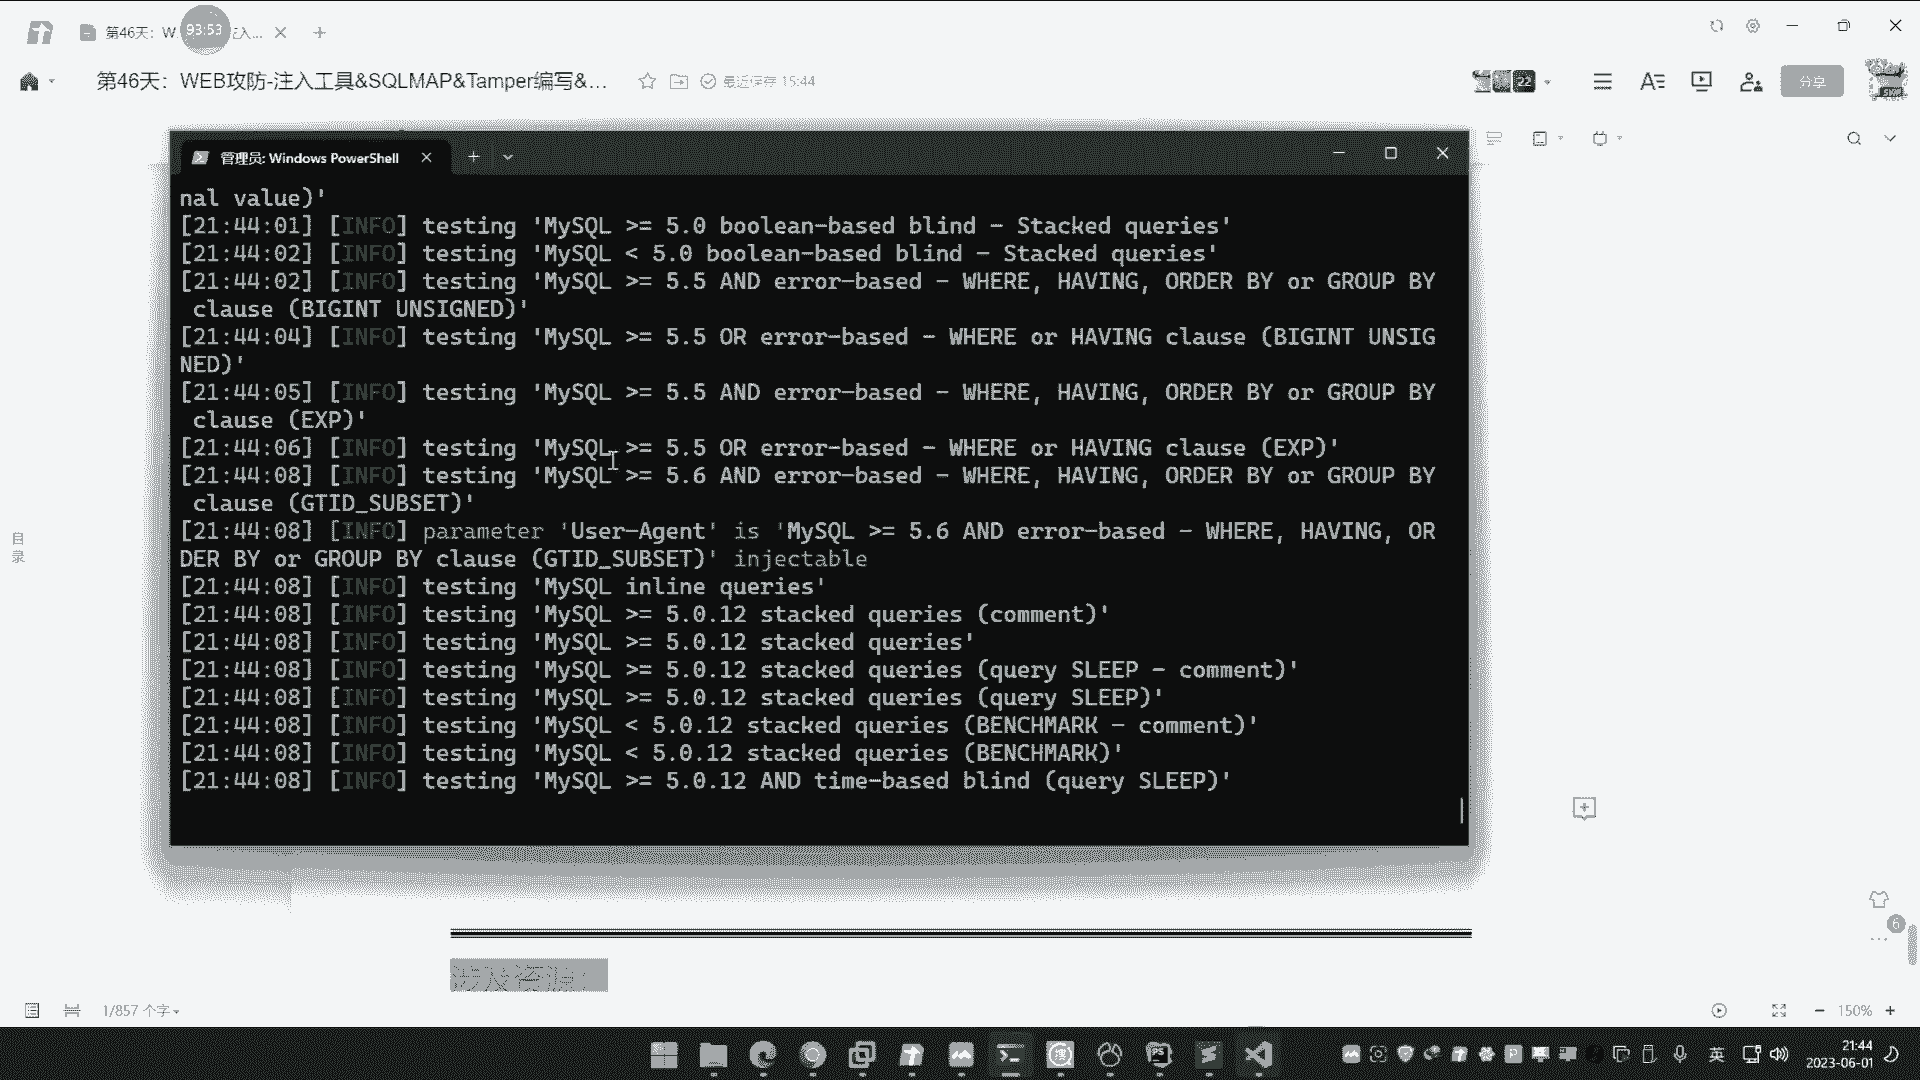 第46天：W
93:53
入...
第46天：WEB攻防-注入工具&SQLMAP&Tamper编写&...
最近保存 15:44
22
分享
管理员: Windows PowerShell
nal value)'
[21:44:01] [INFO] testing 'MySQL >= 5.0 boolean-based blind - Stacked queries'
[21:44:02] [INFO] testing 'MySQL < 5.0 boolean-based blind - Stacked queries'
[21:44:02] [INFO] testing 'MySQL >= 5.5 AND error-based - WHERE, HAVING, ORDER BY or GROUP BY
clause (BIGINT UNSIGNED)'
[21:44:04] [INFO] testing 'MySQL >= 5.5 OR error-based - WHERE or HAVING clause (BIGINT UNSIG
NED)'
[21:44:05] [INFO] testing 'MySQL >= 5.5 AND error-based - WHERE, HAVING, ORDER BY or GROUP BY
clause (EXP)'
[21:44:06] [INFO] testing 'MySQL >= 5.5 OR error-based - WHERE or HAVING clause (EXP)'
[21:44:08] [INFO] testing 'MySQL >= 5.6 AND error-based - WHERE, HAVING, ORDER BY or GROUP BY
clause (GTID_SUBSET)'
[21:44:08] [INFO] parameter 'User-Agent' is 'MySQL >= 5.6 AND error-based - WHERE, HAVING, OR
DER BY or GROUP BY clause (GTID_SUBSET)' injectable
[21:44:08] [INFO] testing 'MySQL inline queries'
[21:44:08] [INFO] testing 'MySQL >= 5.0.12 stacked queries (comment)'
[21:44:08] [INFO] testing 'MySQL >= 5.0.12 stacked queries'
[21:44:08] [INFO] testing 'MySQL >= 5.0.12 stacked queries (query SLEEP - comment)'
[21:44:08] [INFO] testing 'MySQL >= 5.0.12 stacked queries (query SLEEP)'
[21:44:08] [INFO] testing 'MySQL < 5.0.12 stacked queries (BENCHMARK - comment)'
[21:44:08] [INFO] testing 'MySQL < 5.0.12 stacked queries (BENCHMARK)'
[21:44:08] [INFO] testing 'MySQL >= 5.0.12 AND time-based blind (query SLEEP)'
目
录
涉及资源：
6
1/857 个字
150%
英
21:44
2023-06-01